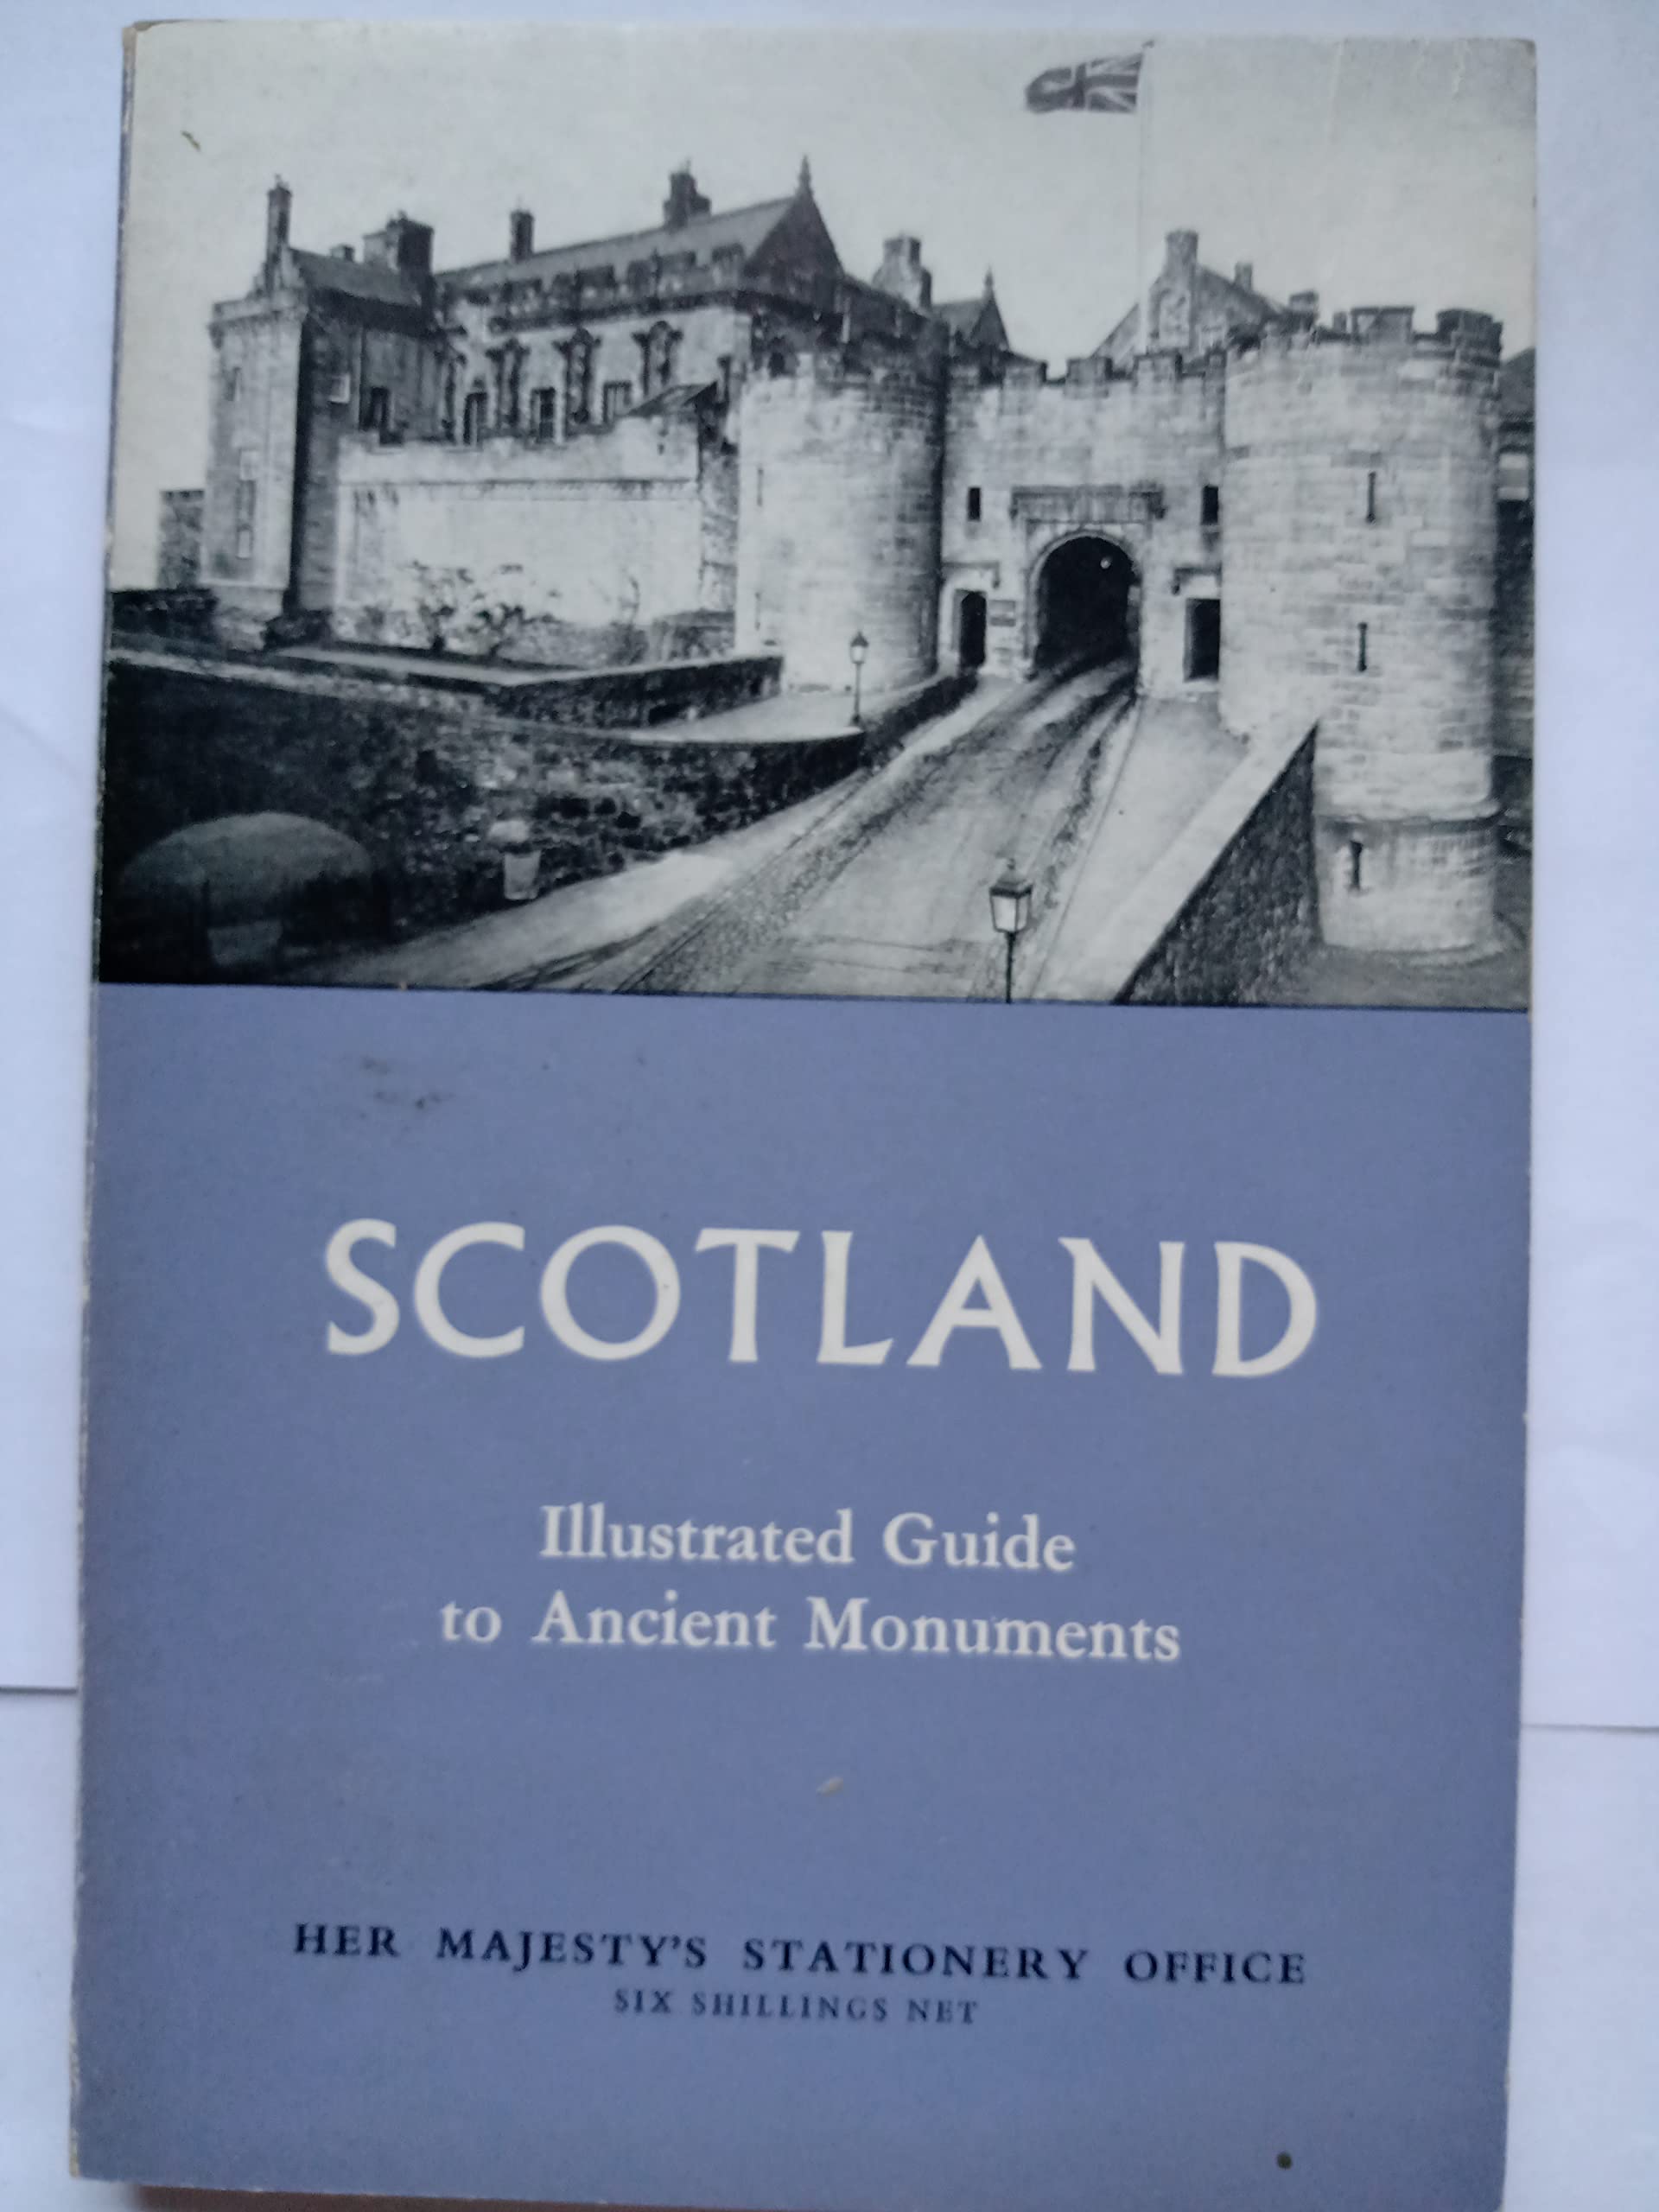 SCOTLAND
Illustrated Guide
to Ancient Monuments
HER MAJESTY'S STATIONERY OFFICE
SIX SHILLINGS NET